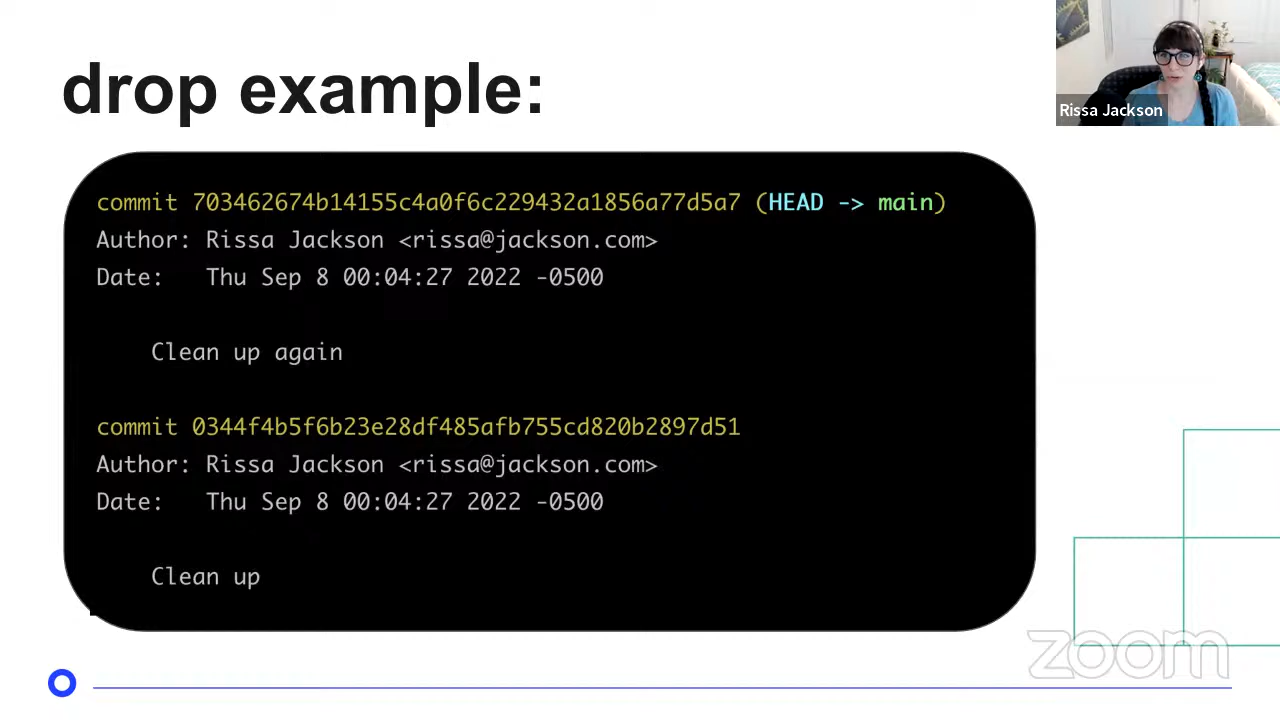 drop example:
Rissa Jackson
commit 703462674b14155c4a0f6c229432a1856a77d5a7 (HEAD -> main)
Author: Rissa Jackson <rissa@jackson.com>
Date:   Thu Sep 8 00:04:27 2022 -0500
Clean up again
commit 0344f4b5f6b23e28df485afb755cd820b2897d51
Author: Rissa Jackson <rissa@jackson.com>
Date:   Thu Sep 8 00:04:27 2022 -0500
Clean up
zoom